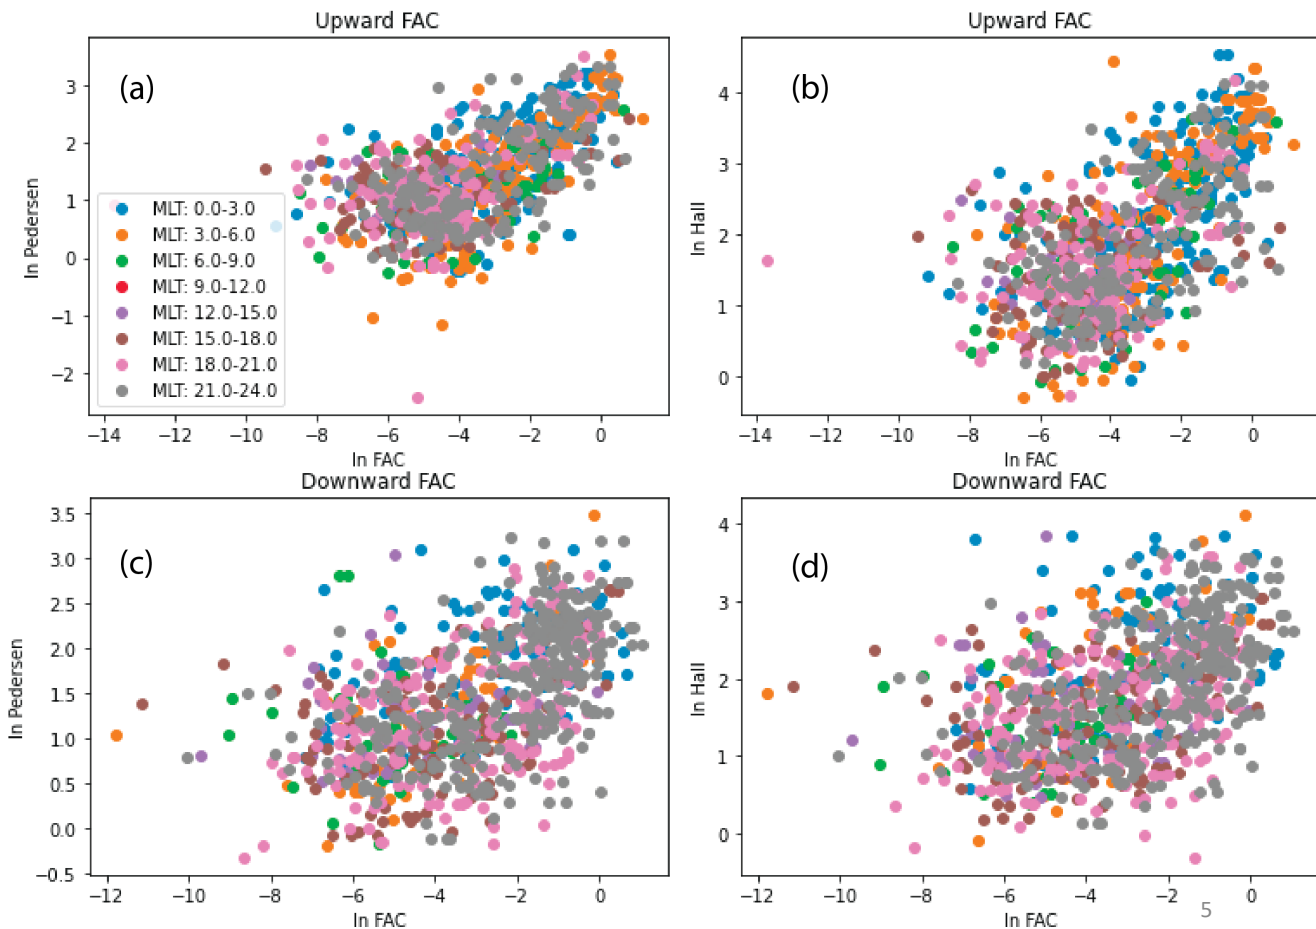 Upward FAC
(a)
ln Pedersen
3
2
1
0
−1
−2
MLT: 0.0-3.0
MLT: 3.0-6.0
MLT: 6.0-9.0
MLT: 9.0-12.0
MLT: 12.0-15.0
MLT: 15.0-18.0
MLT: 18.0-21.0
MLT: 21.0-24.0
−14 −12 −10 −8 −6 −4 −2 0
ln FAC
Upward FAC
(b)
ln Hall
4
3
2
1
0
−14 −12 −10 −8 −6 −4 −2 0
ln FAC
Downward FAC
(c)
ln Pedersen
3.5
3.0
2.5
2.0
1.5
1.0
0.5
0.0
−0.5
−12 −10 −8 −6 −4 −2 0
ln FAC
Downward FAC
(d)
ln Hall
4
3
2
1
0
−12 −10 −8 −6 −4 −2 0
ln FAC
5